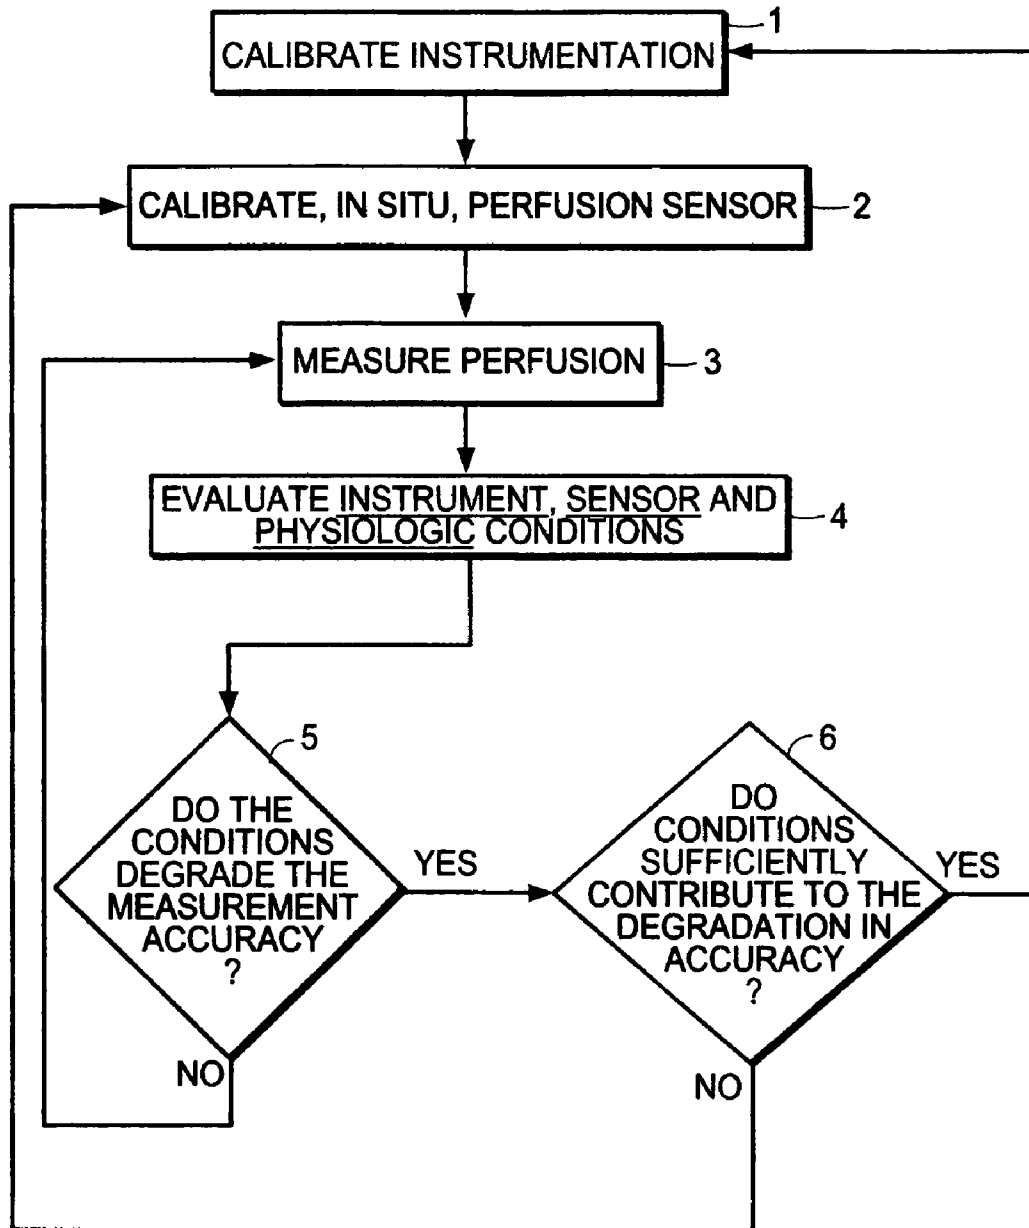 1
CALIBRATE INSTRUMENTATION
CALIBRATE, IN SITU, PERFUSION SENSOR
2
MEASURE PERFUSION
3
EVALUATE INSTRUMENT, SENSOR AND
PHYSIOLOGIC CONDITIONS
4
5
DO THE
CONDITIONS
DEGRADE THE
MEASUREMENT
ACCURACY
?
YES
NO
6
DO
CONDITIONS
SUFFICIENTLY
CONTRIBUTE TO THE
DEGRADATION IN
ACCURACY
?
YES
NO